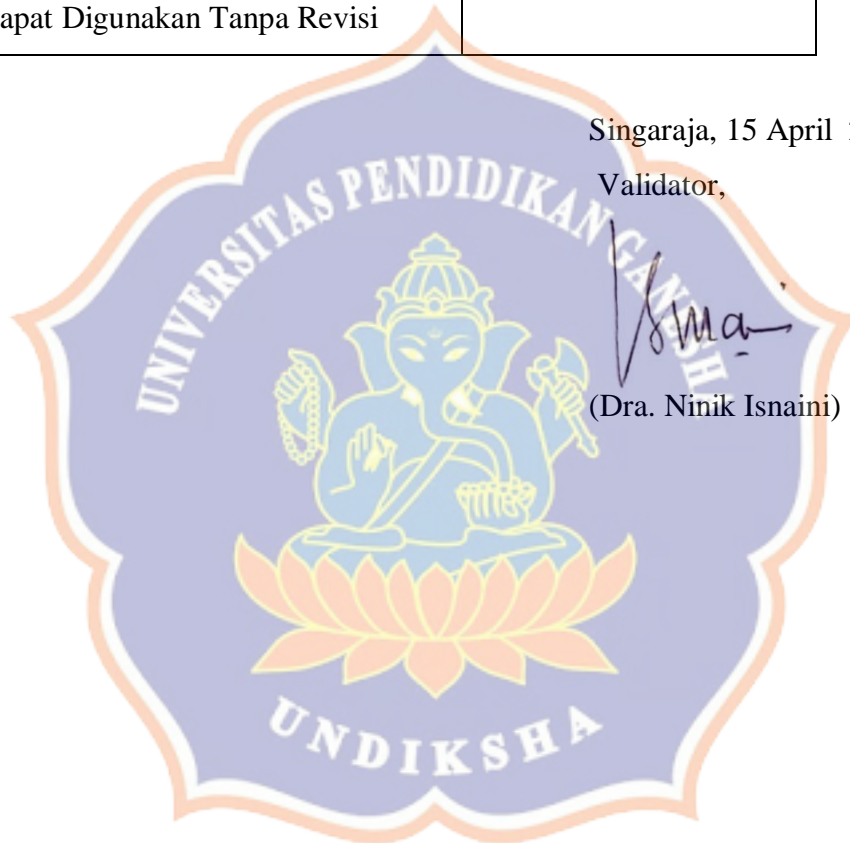 apat Digunakan Tanpa Revisi
Singaraja, 15 April
Validator,
UNIVERSITAS PENDIDIKAN GANESHA
(Dra. Ninik Isnaini)
UNDIKSHA